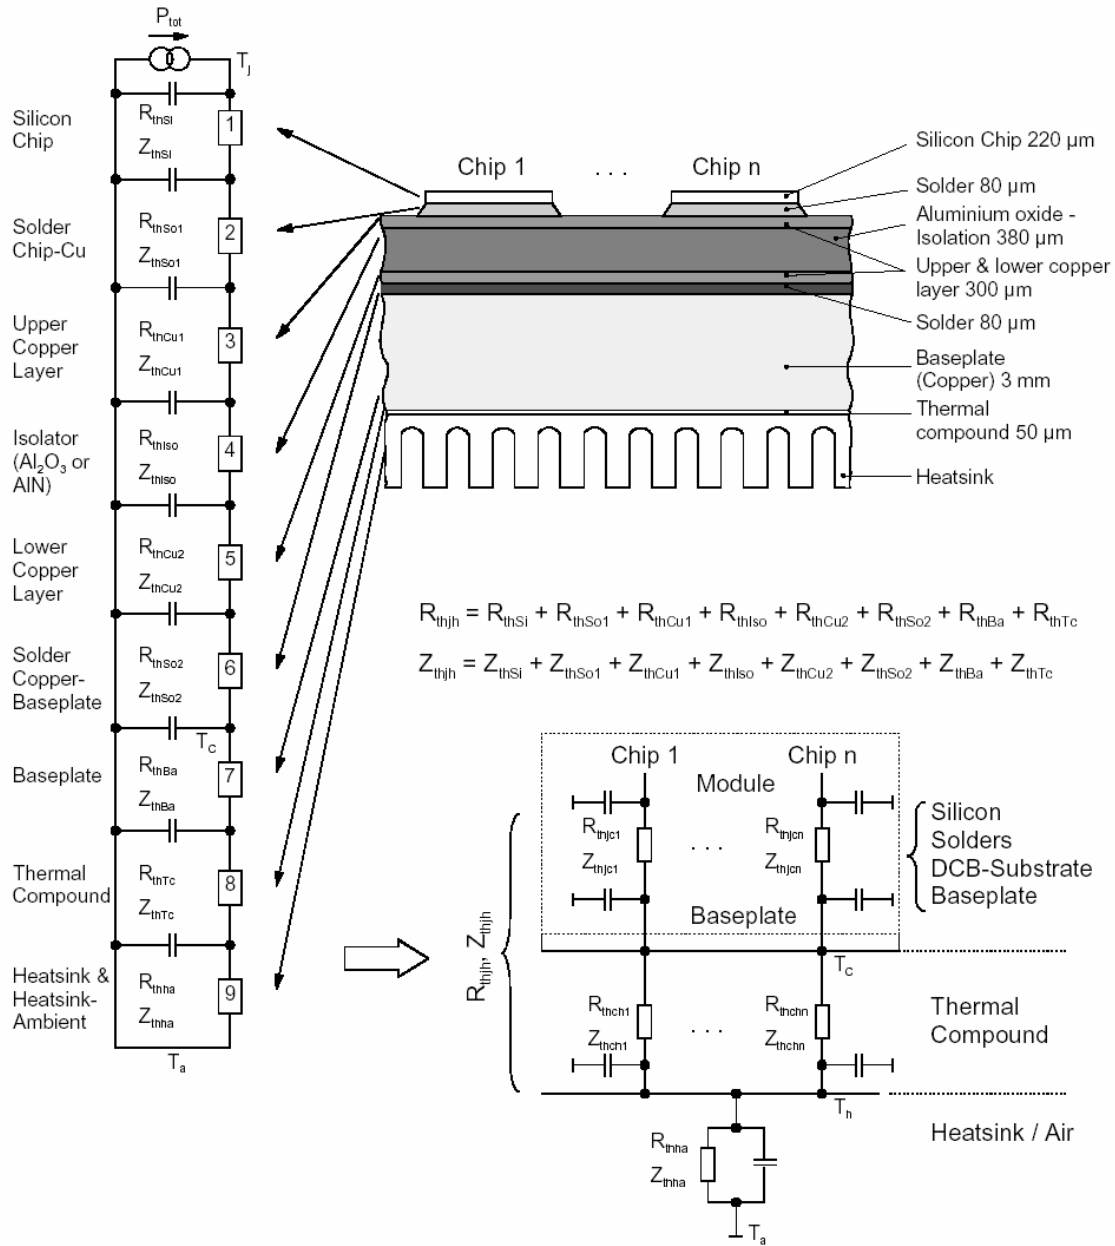 P_tot
T_j
Silicon
Chip
R_thSi
Z_thSi
1
Solder
Chip-Cu
R_thSo1
Z_thSo1
2
Upper
Copper
Layer
R_thCu1
Z_thCu1
3
Isolator
(Al₂O₃ or
AlN)
R_thIso
Z_thIso
4
Lower
Copper
Layer
R_thCu2
Z_thCu2
5
Solder
Copper-
Baseplate
R_thSo2
Z_thSo2
6
T_C
Baseplate
R_thBa
Z_thBa
7
Thermal
Compound
R_thTc
Z_thTc
8
Heatsink &
Heatsink-
Ambient
R_thha
Z_thha
9
T_a
Chip 1
. . .
Chip n
Silicon Chip 220 µm
Solder 80 µm
Aluminium oxide -
Isolation 380 µm
Upper & lower copper
layer 300 µm
Solder 80 µm
Baseplate
(Copper) 3 mm
Thermal
compound 50 µm
Heatsink
R_thjh = R_thSi + R_thSo1 + R_thCu1 + R_thIso + R_thCu2 + R_thSo2 + R_thBa + R_thTc
Z_thjh = Z_thSi + Z_thSo1 + Z_thCu1 + Z_thIso + Z_thCu2 + Z_thSo2 + Z_thBa + Z_thTc
Chip 1
Chip n
Module
R_thjc1
Z_thjc1
. . .
R_thjcn
Z_thjcn
Baseplate
Silicon
Solders
DCB-Substrate
Baseplate
R_thjh, Z_thjh
T_C
R_thch1
Z_thch1
. . .
R_thchn
Z_thchn
Thermal
Compound
T_h
Heatsink / Air
R_thha
Z_thha
T_a